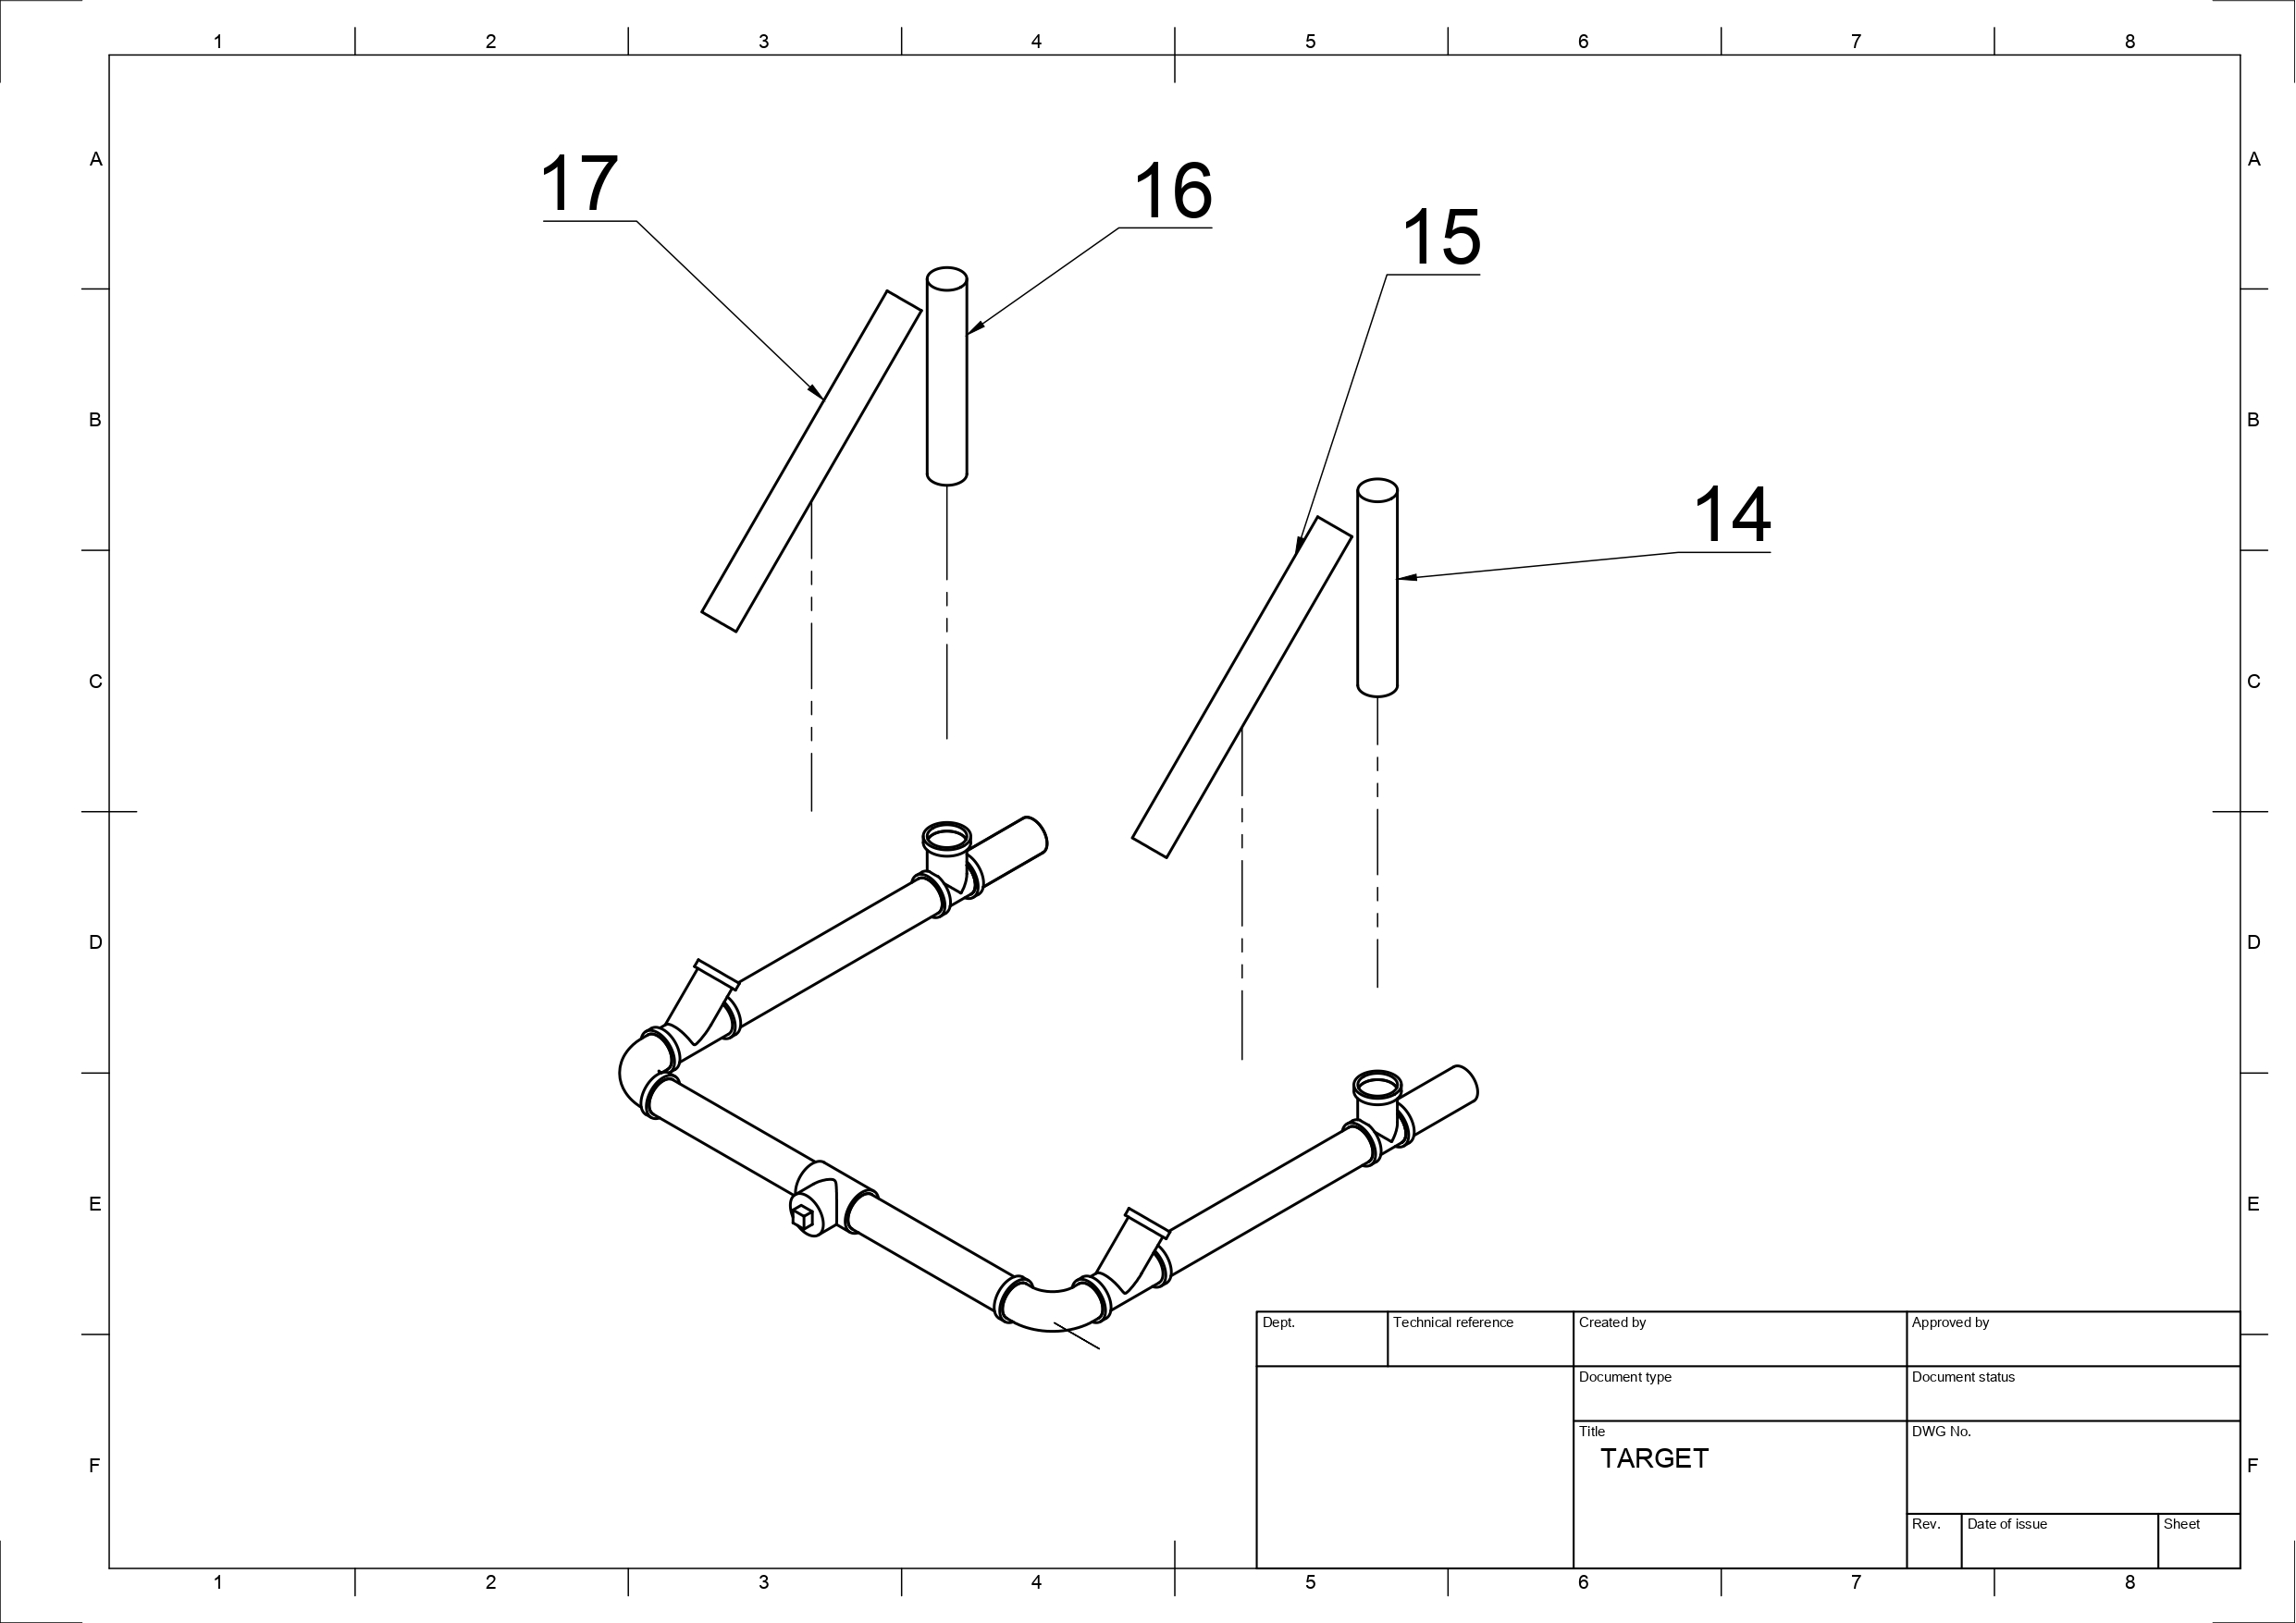 1 2 3 4 5 6 7 8
A A
17 16
15
B B
14
C C
D D
E E
Dept. Technical reference Created by Approved by
Document type Document status
Title DWG No.
TARGET
F F
Rev. Date of issue Sheet
1 2 3 4 5 6 7 8